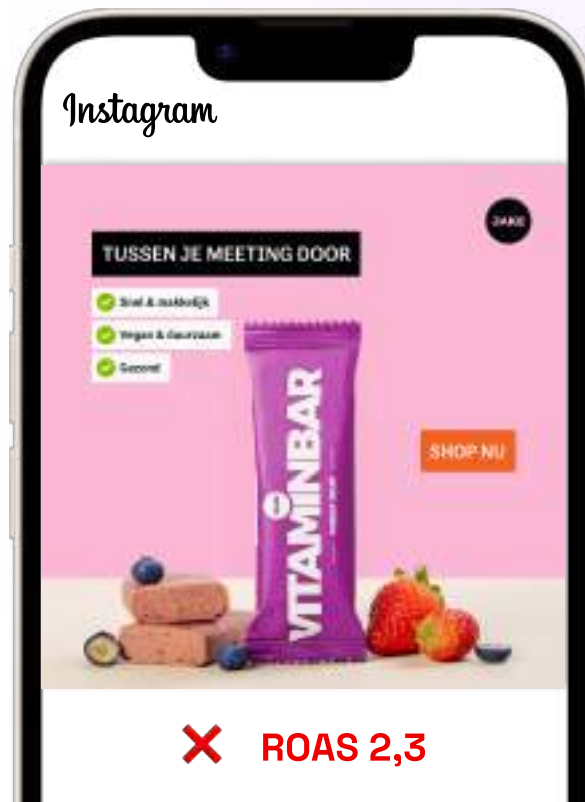 Instagram
JAKE
TUSSEN JE MEETING DOOR
Snel & makkelijk
Vegan & duurzaam
Gezond
VITAMINBAR
SHOP NU
ROAS 2,3